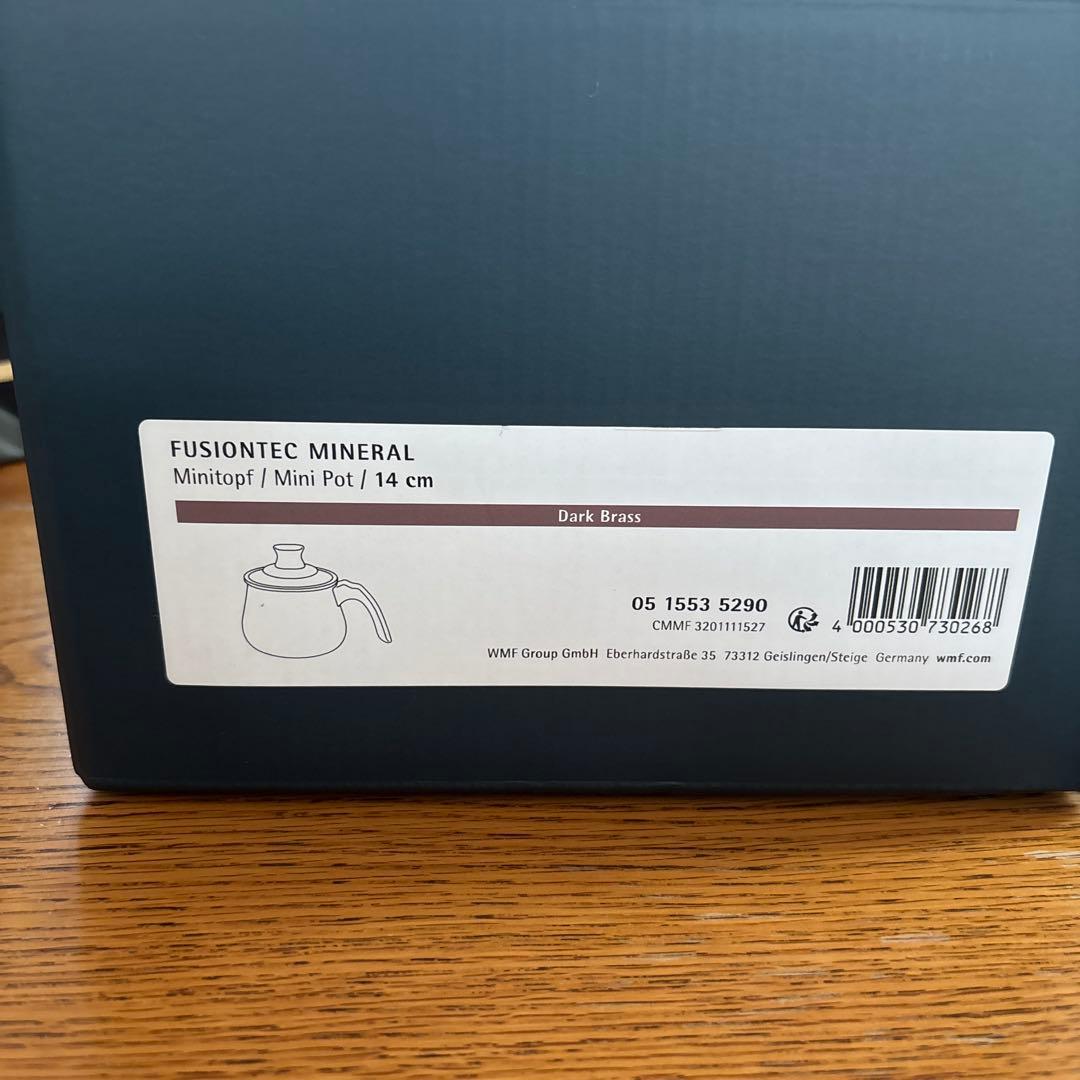 FUSIONTEC MINERAL
Minitopf / Mini Pot / 14 cm
Dark Brass
05 1553 5290
CMMF 3201111527
4 000530 730268
WMF Group GmbH Eberhardstraße 35 73312 Geislingen/Steige Germany wmf.com